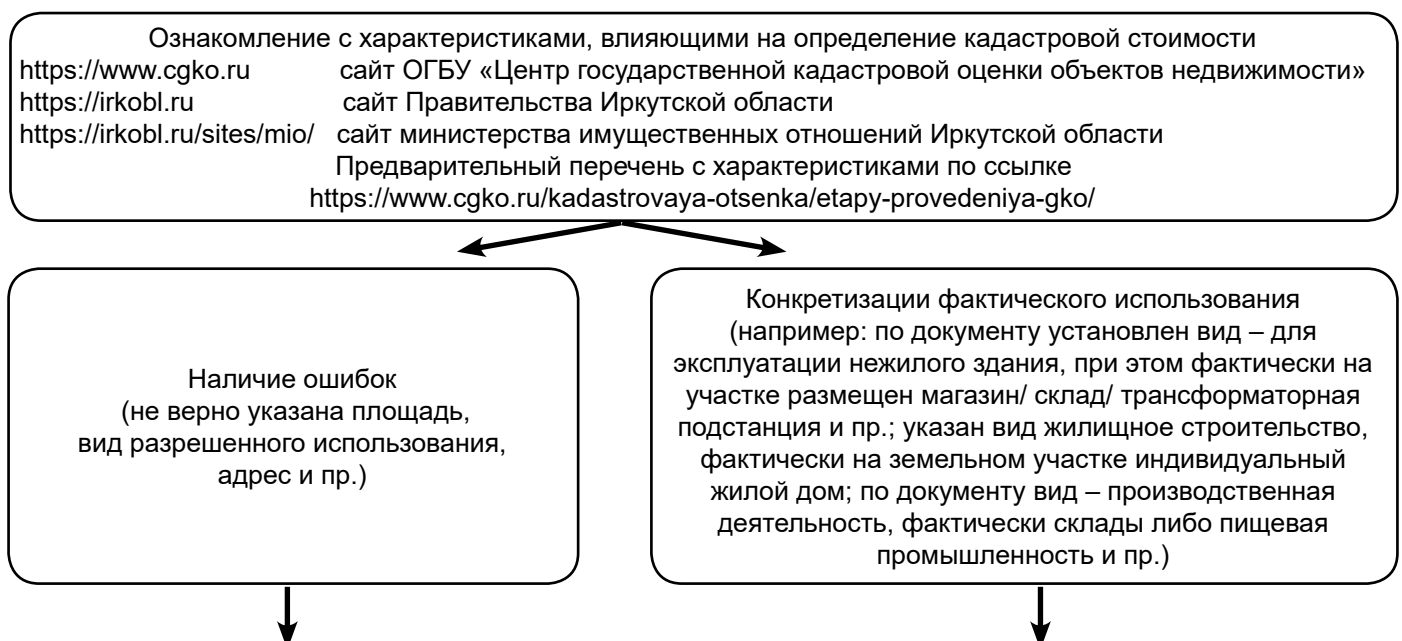 Ознакомление с характеристиками, влияющими на определение кадастровой стоимости
https://www.cgko.ru сайт ОГБУ «Центр государственной кадастровой оценки объектов недвижимости»
https://irkobl.ru сайт Правительства Иркутской области
https://irkobl.ru/sites/mio/ сайт министерства имущественных отношений Иркутской области
Предварительный перечень с характеристиками по ссылке
https://www.cgko.ru/kadastrovaya-otsenka/etapy-provedeniya-gko/
Наличие ошибок
(не верно указана площадь,
вид разрешенного использования,
адрес и пр.)
Конкретизации фактического использования
(например: по документу установлен вид – для
эксплуатации нежилого здания, при этом фактически на
участке размещен магазин/ склад/ трансформаторная
подстанция и пр.; указан вид жилищное строительство,
фактически на земельном участке индивидуальный
жилой дом; по документу вид – производственная
деятельность, фактически склады либо пищевая
промышленность и пр.)